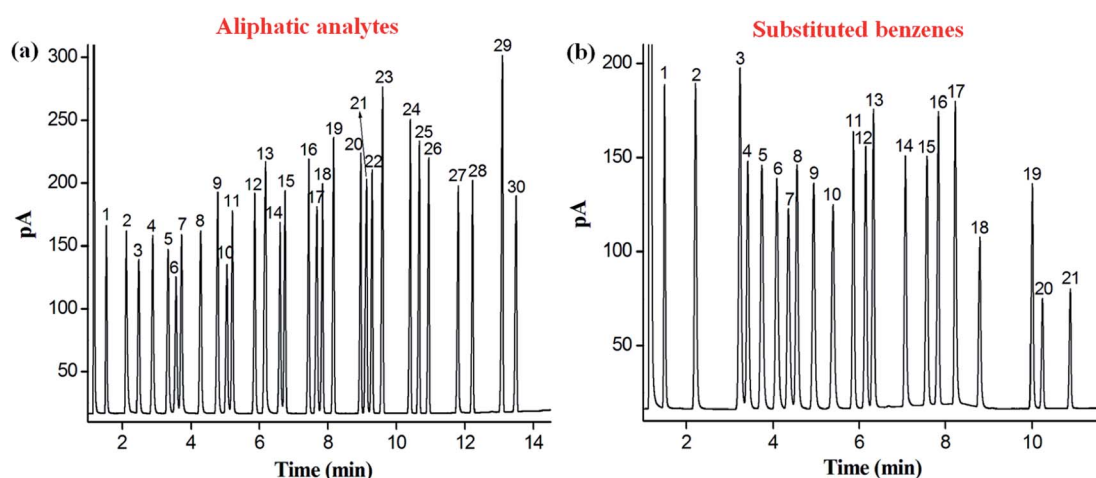 Aliphatic analytes
(a)
300
250
200
150
100
50
pA
1 2 3 4 5 6 7 8 9 10 11 12 13 14 15 16 17 18 19 20 21 22 23 24 25 26 27 28 29 30
2 4 6 8 10 12 14
Time (min)
Substituted benzenes
(b)
200
150
100
50
pA
1 2 3 4 5 6 7 8 9 10 11 12 13 14 15 16 17 18 19 20 21
2 4 6 8 10
Time (min)